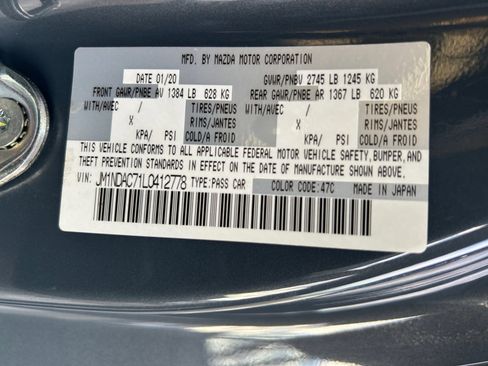 MFD. BY MAZDA MOTOR CORPORATION
DATE 01/20 GVWR/PNBV 2745 LB 1245 KG
FRONT GAWR/PNBE AV 1384 LB 628 KG REAR GAWR/PNBE AR 1367 LB 620 KG
WITH/AVEC / TIRES/PNEUS WITH/AVEC / TIRES/PNEUS
X RIMS/JANTES X RIMS/JANTES
KPA/ PSI COLD/A FROID KPA/ PSI COLD/A FROID
THIS VEHICLE CONFORMS TO ALL APPLICABLE FEDERAL MOTOR VEHICLE SAFETY, BUMPER, AND
THEFT PREVENTION STANDARDS IN EFFECT ON THE DATE OF MANUFACTURE SHOWN ABOVE.
VIN: JM1NDAC71L0412778 TYPE: PASS CAR COLOR CODE: 47C MADE IN JAPAN